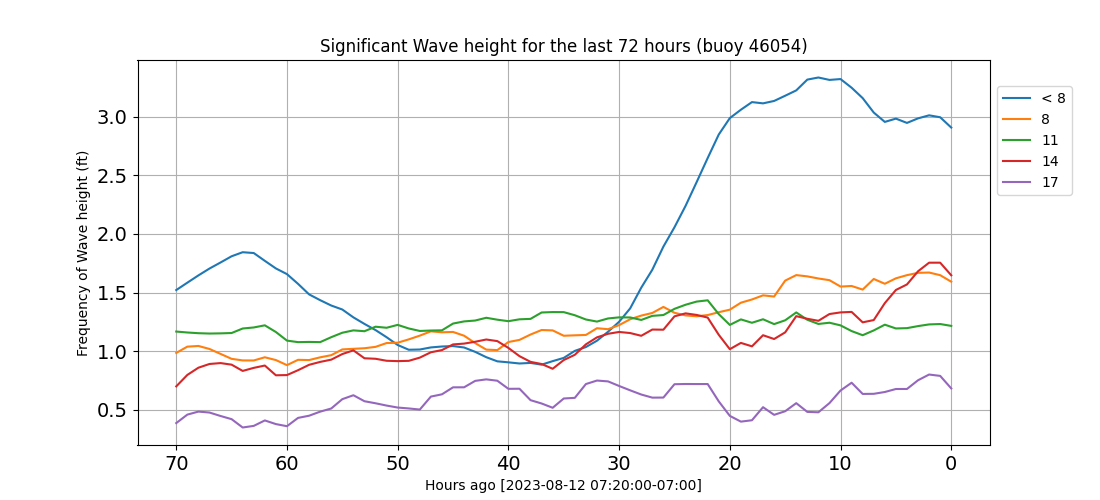 Significant Wave height for the last 72 hours (buoy 46054)
Frequency of Wave height (ft)
3.0
2.5
2.0
1.5
1.0
0.5
70 60 50 40 30 20 10 0
Hours ago [2023-08-12 07:20:00-07:00]
< 8
8
11
14
17